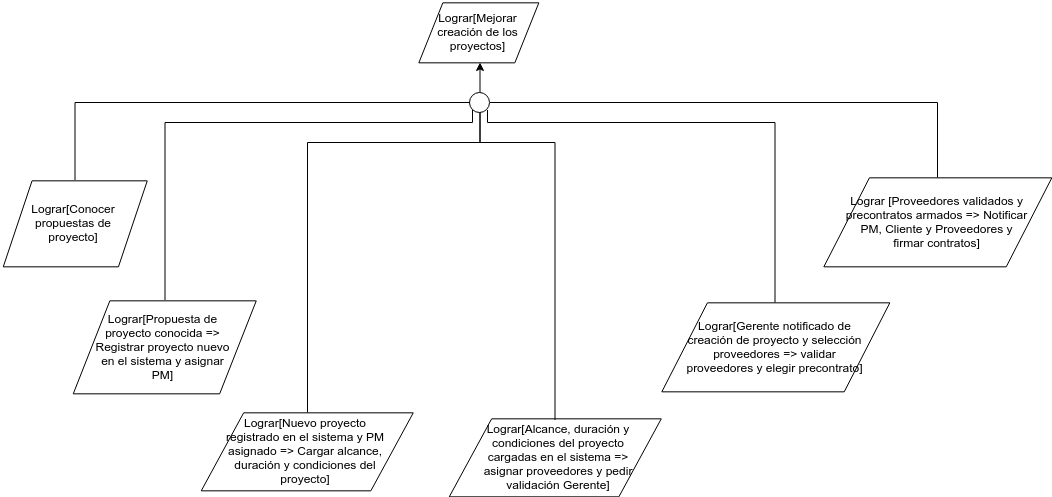 Lograr[Mejorar
creación de los
proyectos]
Lograr[Conocer
propuestas de
proyecto]
Lograr[Propuesta de
proyecto conocida =>
Registrar proyecto nuevo
en el sistema y asignar
PM]
Lograr[Nuevo proyecto
registrado en el sistema y PM
asignado => Cargar alcance,
duración y condiciones del
proyecto]
Lograr[Alcance, duración y
condiciones del proyecto
cargadas en el sistema =>
asignar proveedores y pedir
validación Gerente]
Lograr[Gerente notificado de
creación de proyecto y selección
proveedores => validar
proveedores y elegir precontrato]
Lograr [Proveedores validados y
precontratos armados => Notificar
PM, Cliente y Proveedores y
firmar contratos]